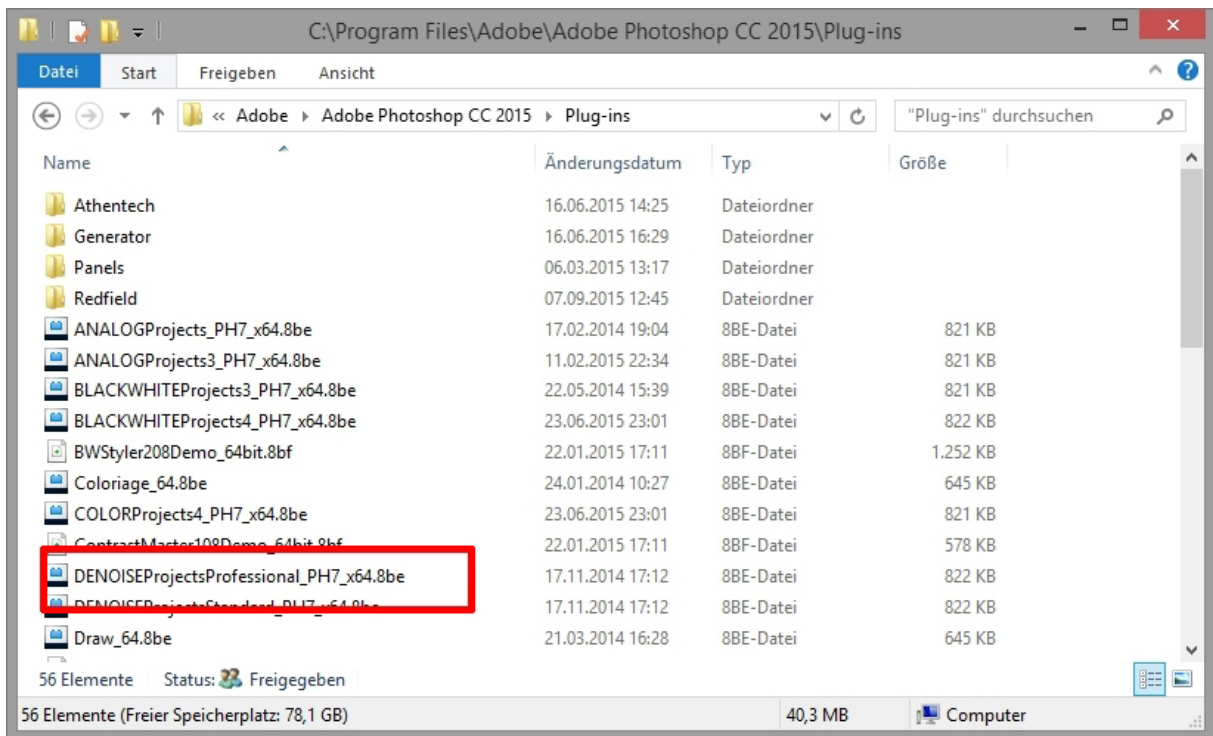 C:\Program Files\Adobe\Adobe Photoshop CC 2015\Plug-ins
Datei Start Freigeben Ansicht
« Adobe Adobe Photoshop CC 2015 Plug-ins "Plug-ins" durchsuchen
Name Änderungsdatum Typ Größe
Athentech 16.06.2015 14:25 Dateiordner
Generator 16.06.2015 16:29 Dateiordner
Panels 06.03.2015 13:17 Dateiordner
Redfield 07.09.2015 12:45 Dateiordner
ANALOGProjects_PH7_x64.8be 17.02.2014 19:04 8BE-Datei 821 KB
ANALOGProjects3_PH7_x64.8be 11.02.2015 22:34 8BE-Datei 821 KB
BLACKWHITEProjects3_PH7_x64.8be 22.05.2014 15:39 8BE-Datei 821 KB
BLACKWHITEProjects4_PH7_x64.8be 23.06.2015 23:01 8BE-Datei 822 KB
BWStyler208Demo_64bit.8bf 22.01.2015 17:11 8BF-Datei 1.252 KB
Coloriage_64.8be 24.01.2014 10:27 8BE-Datei 645 KB
COLORProjects4_PH7_x64.8be 23.06.2015 23:01 8BE-Datei 821 KB
ContrastMaster108Demo_64bit.8bf 22.01.2015 17:11 8BF-Datei 578 KB
DENOISEProjectsProfessional_PH7_x64.8be 17.11.2014 17:12 8BE-Datei 822 KB
DENOISEProjectsStandard_PH7_x64.8be 17.11.2014 17:12 8BE-Datei 822 KB
Draw_64.8be 21.03.2014 16:28 8BE-Datei 645 KB
56 Elemente Status: Freigegeben
56 Elemente (Freier Speicherplatz: 78,1 GB) 40,3 MB Computer